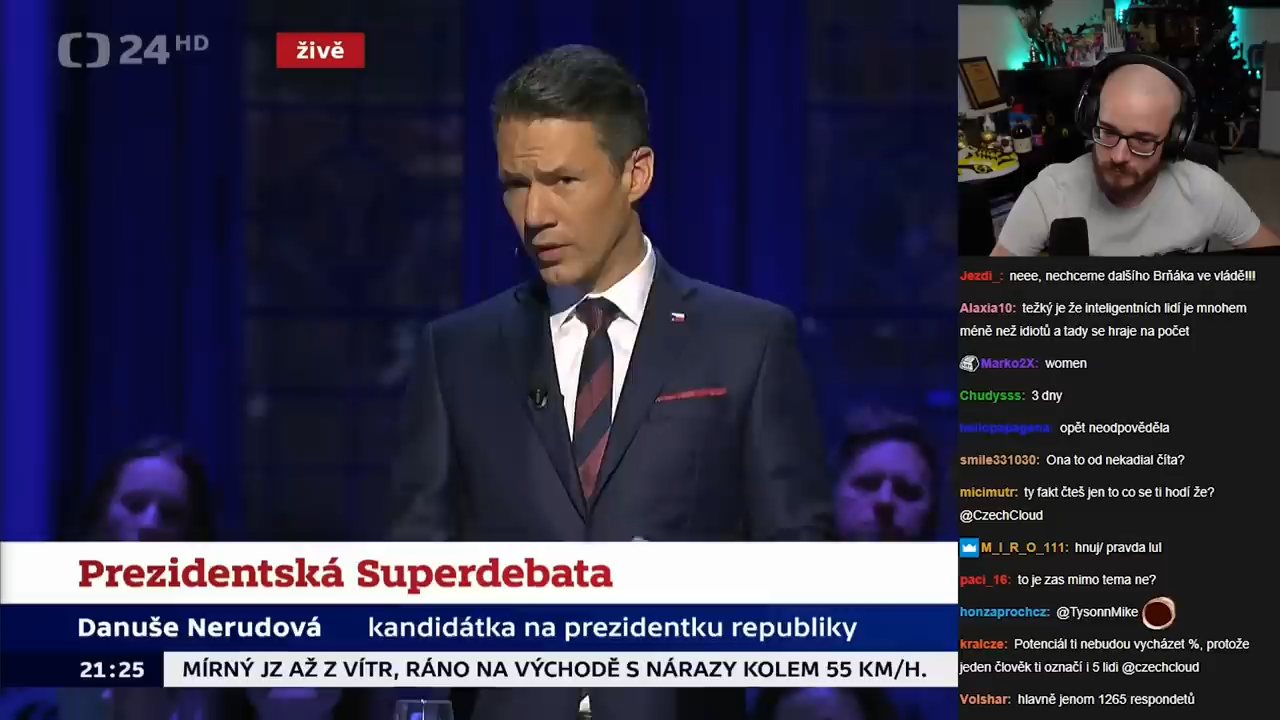 24 HD
živě
Prezidentská Superdebata
Danuše Nerudová kandidátka na prezidentku republiky
21:25 MÍRNÝ JZ AŽ Z VÍTR, RÁNO NA VÝCHODĚ S NÁRAZY KOLEM 55 KM/H.
Jezdi_: neee, nechceme dalšího Brňáka ve vládě!!!
Alaxia10: težký je že inteligentních lidí je mnohem
méně než idiotů a tady se hraje na počet
Marko2X: women
Chudysss: 3 dny
hellopapagena: opět neodpověděla
smile331030: Ona to od nekadial číta?
micimutr: ty fakt čteš jen to co se ti hodí že?
@CzechCloud
M_I_R_O_111: hnuj/ pravda lul
paci_16: to je zas mimo tema ne?
honzaprochcz: @TysonnMike
kralcze: Potenciál ti nebudou vycházet %, protože
jeden člověk ti označí i 5 lidi @czechcloud
Volshar: hlavně jenom 1265 respondetů